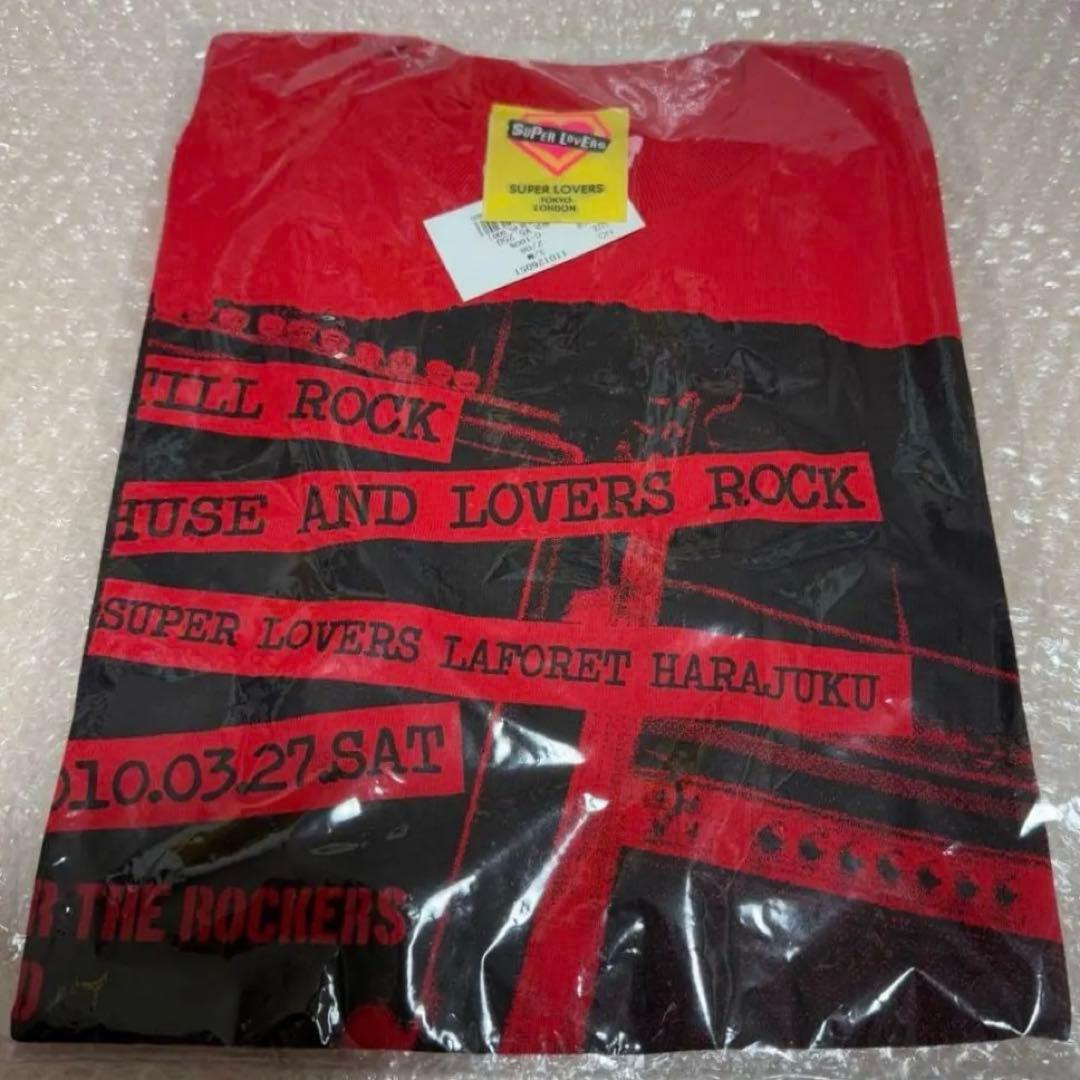 SUPER LOVERS
SUPER LOVERS
TOKYO
LONDON
110126051
TILL ROCK
HUSE AND LOVERS ROCK
SUPER LOVERS LAFORET HARAJUKU
010.03.27.SAT
R THE ROCKERS